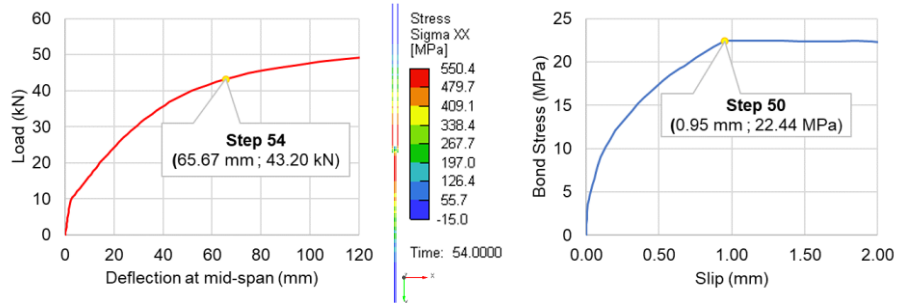 60
50
40
30
20
10
0
Load (kN)
Step 54
(65.67 mm ; 43.20 kN)
0 20 40 60 80 100 120
Deflection at mid-span (mm)
Stress
Sigma XX
[MPa]
550.4
479.7
409.1
338.4
267.7
197.0
126.4
55.7
-15.0
Time: 54.0000
x
25
20
15
10
5
0
Bond Stress (MPa)
Step 50
(0.95 mm ; 22.44 MPa)
0.00 0.50 1.00 1.50 2.00
Slip (mm)